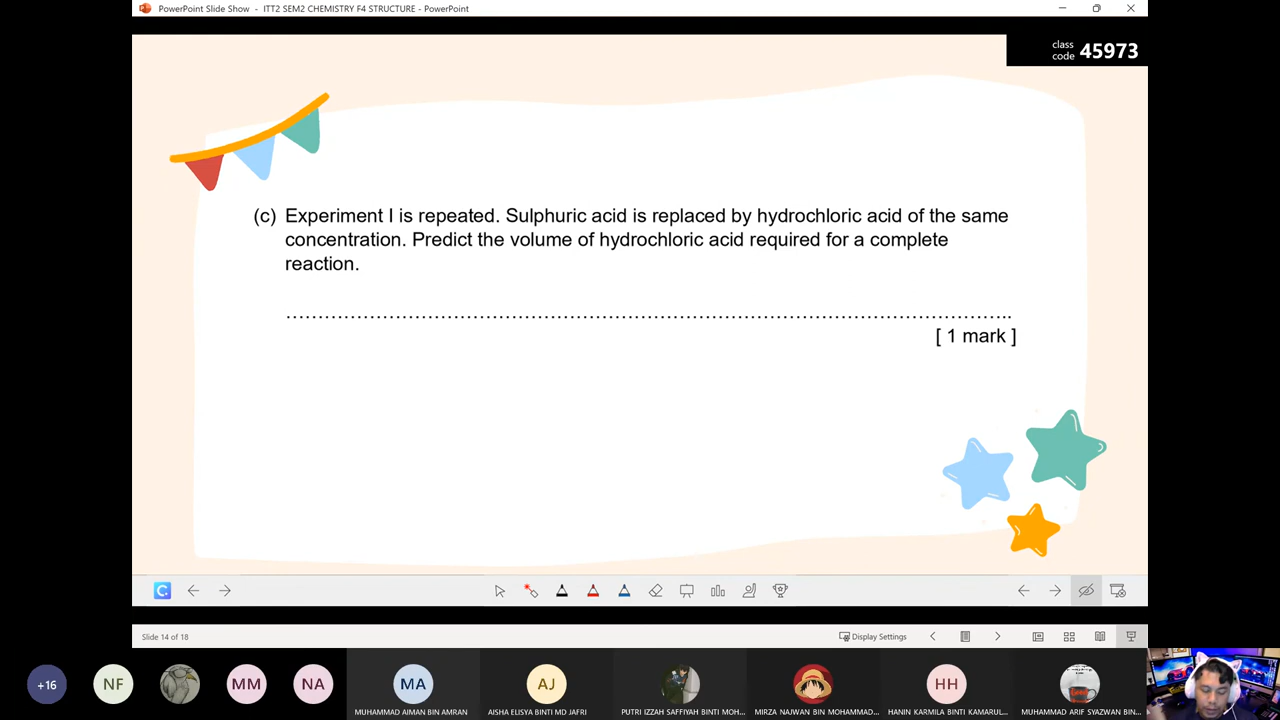 PowerPoint Slide Show - ITT2 SEM2 CHEMISTRY F4 STRUCTURE - PowerPoint
class
code 45973
(c) Experiment I is repeated. Sulphuric acid is replaced by hydrochloric acid of the same
concentration. Predict the volume of hydrochloric acid required for a complete
reaction.
…………………………………………………………………………………………………..
[ 1 mark ]
C.
Slide 14 of 18
Display Settings
+16
NF
MM
NA
MA
AJ
HH
MUHAMMAD AIMAN BIN AMRAN
AISHA ELISYA BINTI MD JAFRI
PUTRI IZZAH SAFFIYAH BINTI MOH...
MIRZA NAJWAN BIN MOHAMMAD...
HANIN KARMILA BINTI KAMARUL...
MUHAMMAD ARIF SYAZWAN BIN...